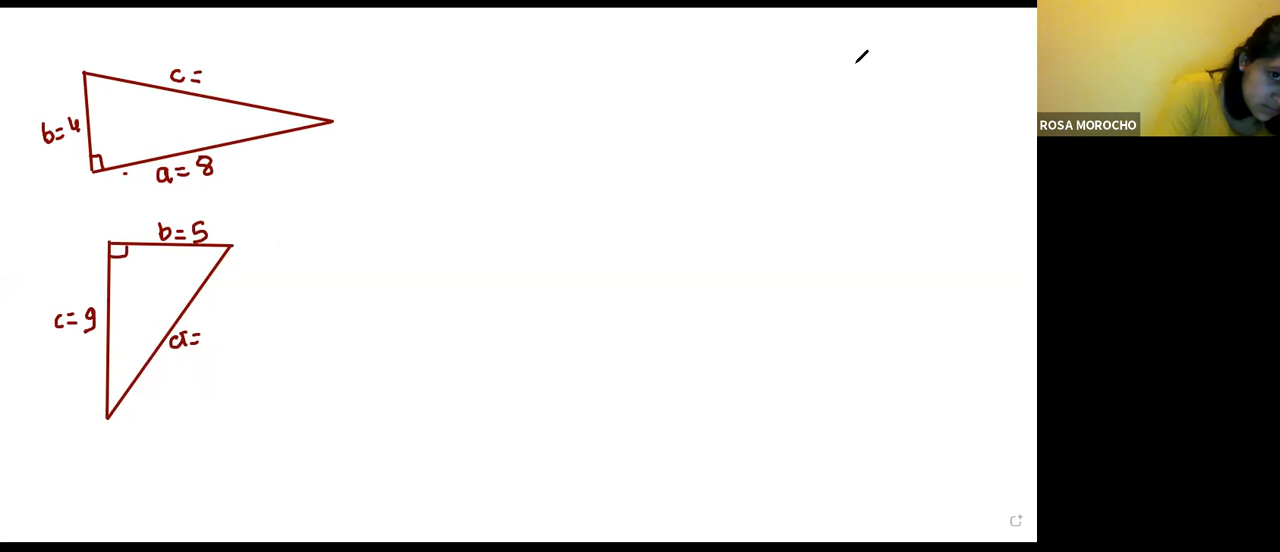 c=
b=4
a=8
b=5
c=9
a=
ROSA MOROCHO